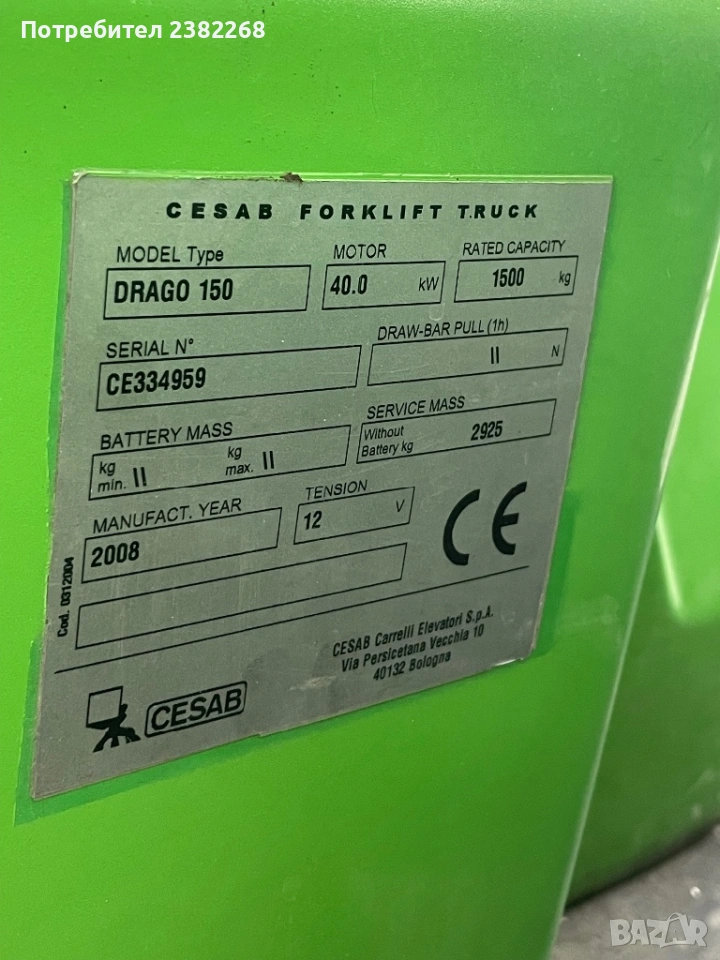 Потребител 2382268
CESAB FORKLIFT TRUCK
MODEL Type
MOTOR
RATED CAPACITY
DRAGO 150
40.0 kW
1500 kg
SERIAL N°
DRAW-BAR PULL (1h)
CE334959
II N
BATTERY MASS
SERVICE MASS
kg min. II
kg max. II
Without Battery kg
2925
MANUFACT. YEAR
TENSION
2008
12 V
CE
Cod. 0312004
CESAB Carrelli Elevatori S.p.A.
Via Persicetana Vecchia 10
40132 Bologna
CESAB
BAZAR